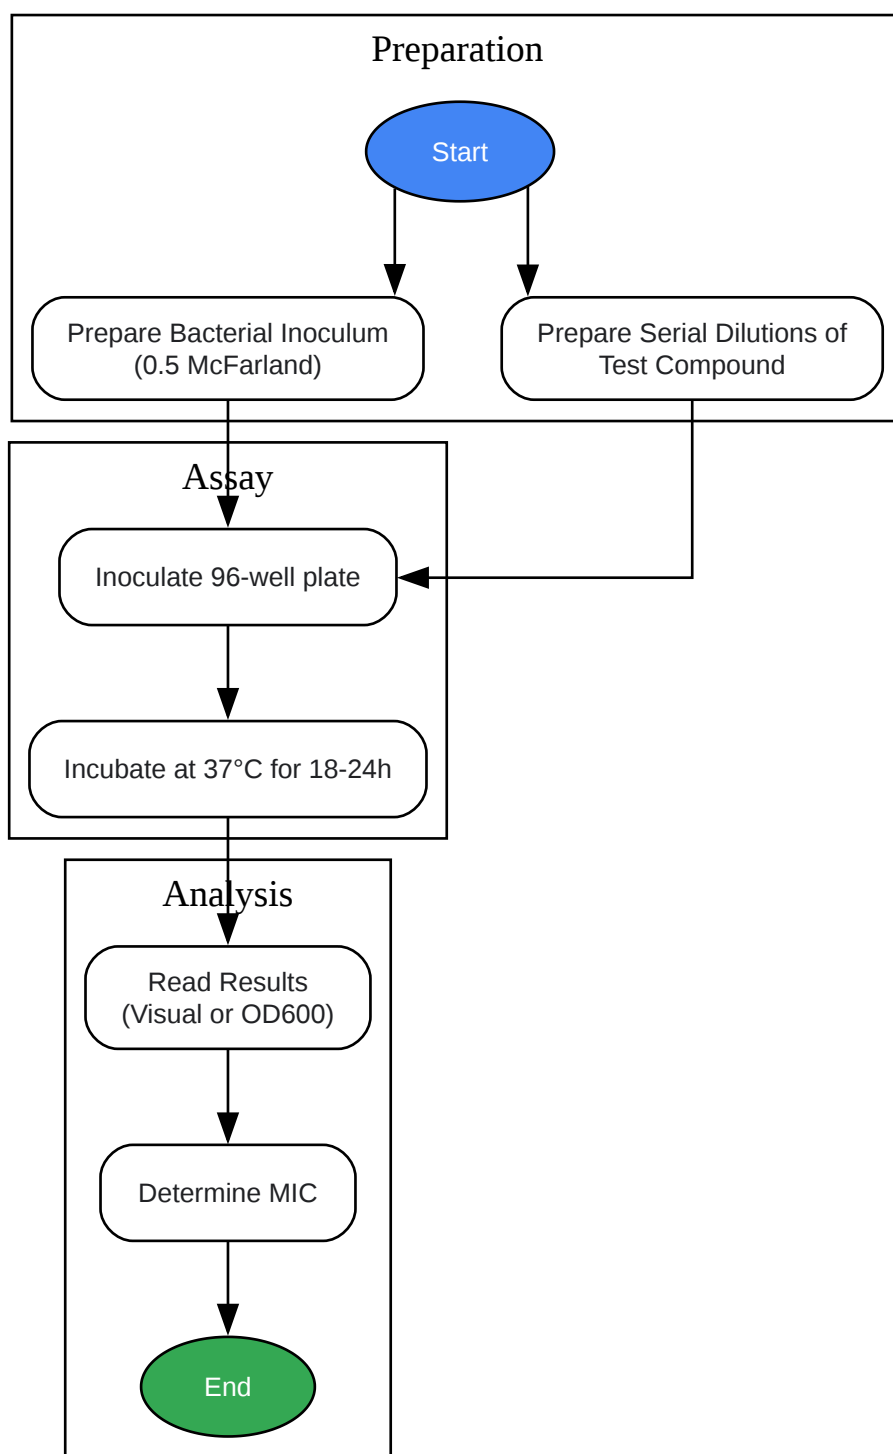 Preparation
Start
Prepare Bacterial Inoculum
(0.5 McFarland)
Prepare Serial Dilutions of
Test Compound
Assay
Inoculate 96-well plate
Incubate at 37°C for 18-24h
Analysis
Read Results
(Visual or OD600)
Determine MIC
End